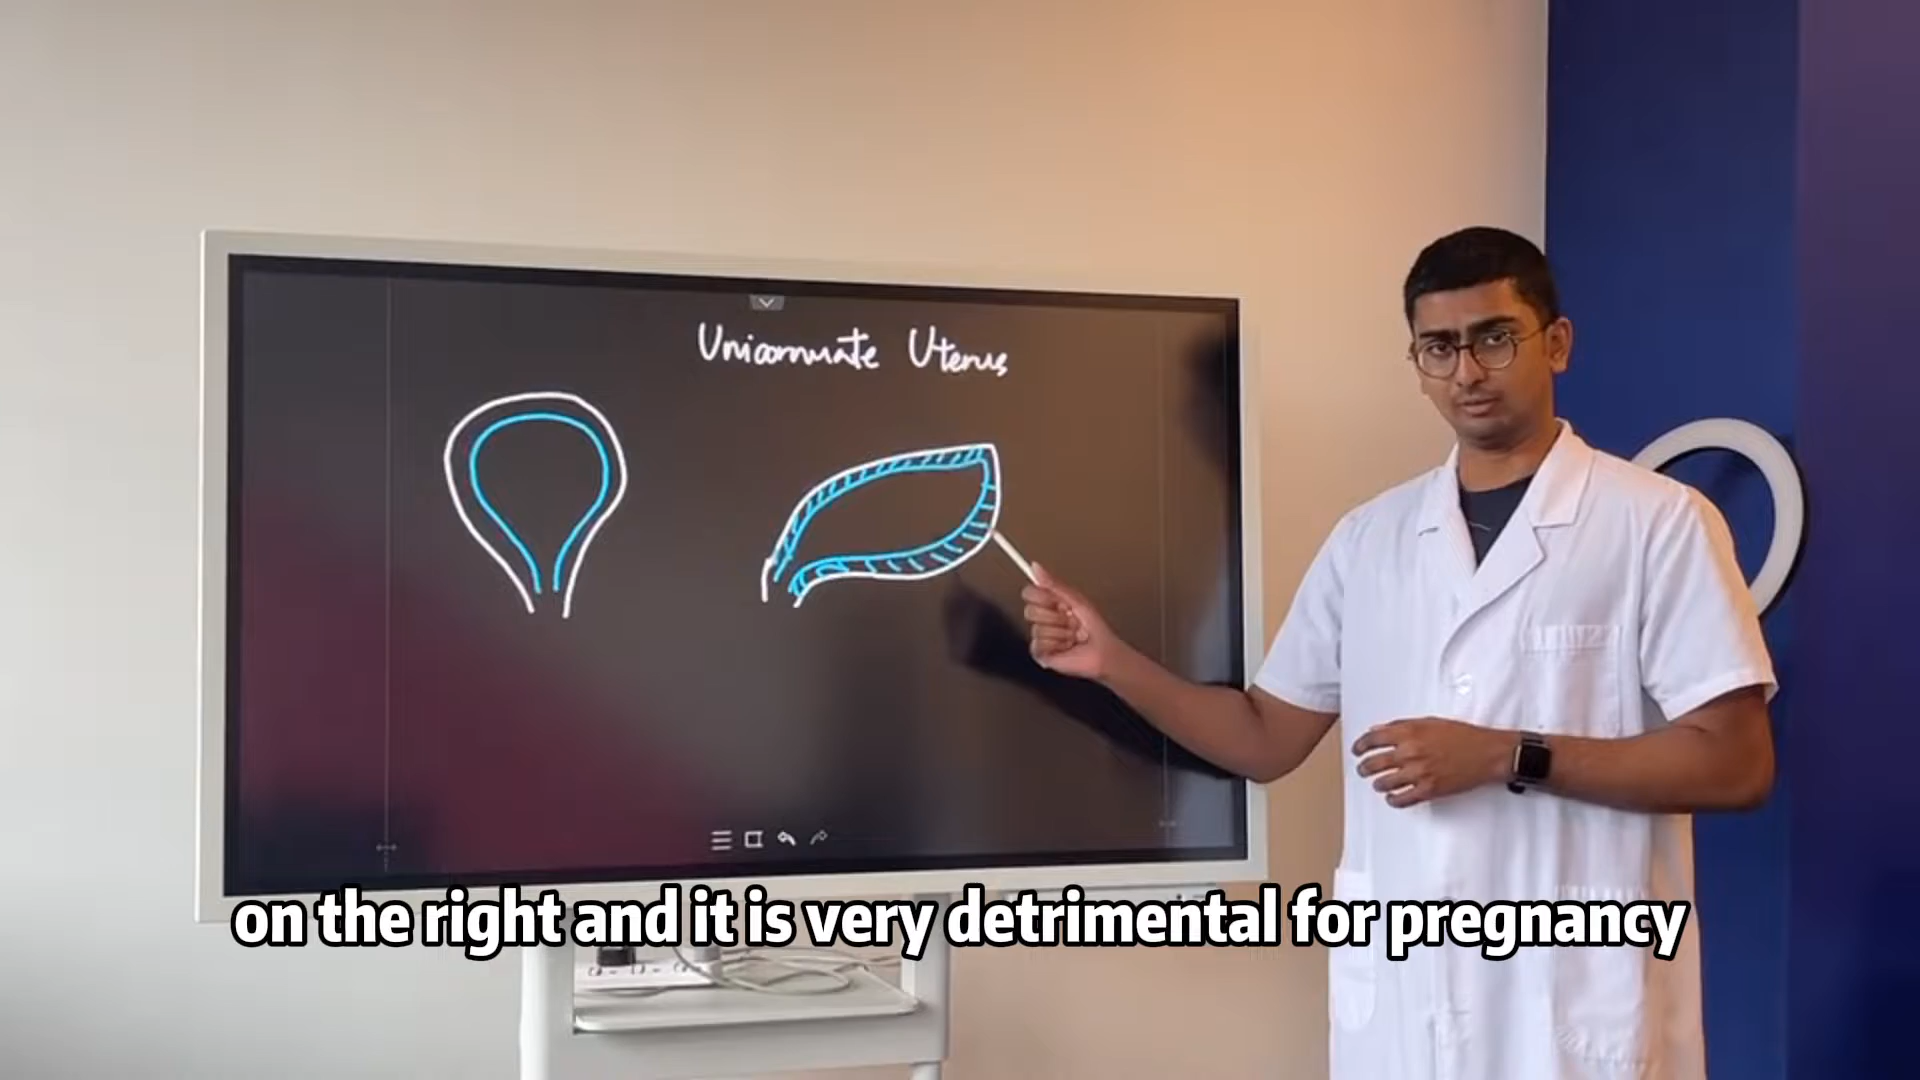 Unicornuate Uterus
on the right and it is very detrimental for pregnancy